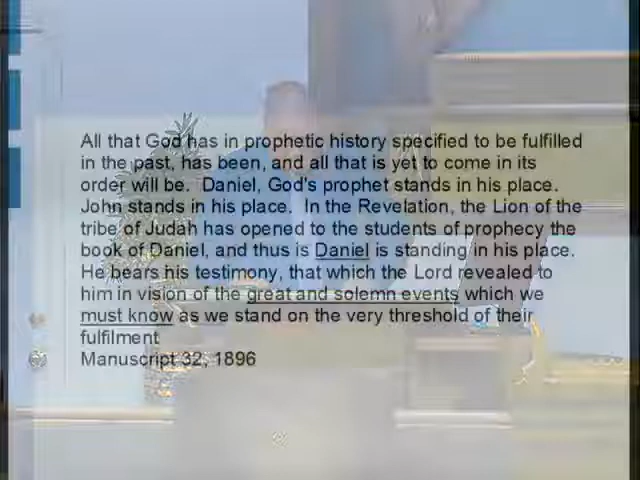 All that God has in prophetic history specified to be fulfilled
in the past, has been, and all that is yet to come in its
order will be.  Daniel, God's prophet stands in his place.
John stands in his place.  In the Revelation, the Lion of the
tribe of Judah has opened to the students of prophecy the
book of Daniel, and thus is Daniel is standing in his place.
He bears his testimony, that which the Lord revealed to
him in vision of the great and solemn events which we
must know as we stand on the very threshold of their
fulfilment
Manuscript 32, 1896